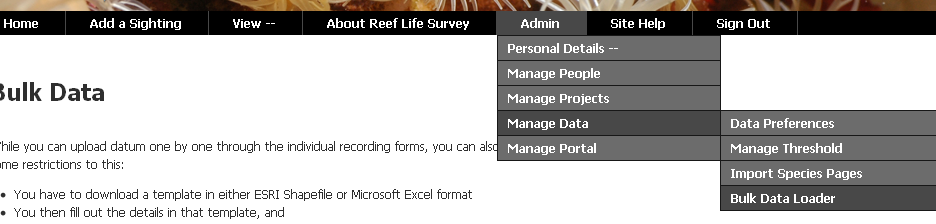 Home Add a Sighting View -- About Reef Life Survey Admin Site Help Sign Out
Personal Details --
Manage People
Manage Projects
Manage Data
Manage Portal
Data Preferences
Manage Threshold
Import Species Pages
Bulk Data Loader
Bulk Data
While you can upload datum one by one through the individual recording forms, you can also
some restrictions to this:
• You have to download a template in either ESRI Shapefile or Microsoft Excel format
• You then fill out the details in that template, and